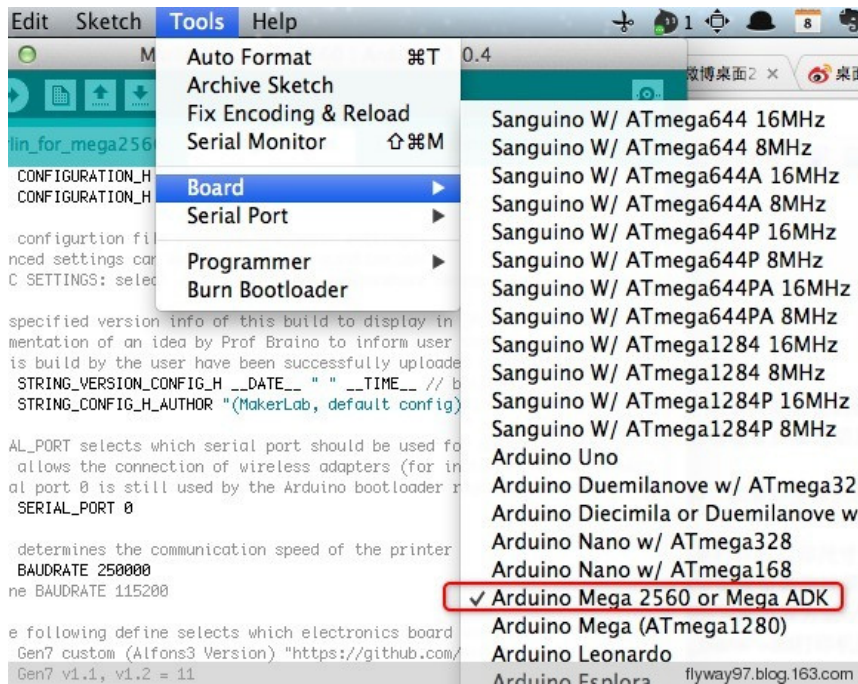 Edit Sketch Tools Help
1 8
M 0.4
Auto Format ⌘T
Archive Sketch
Fix Encoding & Reload
Serial Monitor ⇧⌘M
Board ▶
Serial Port ▶
Programmer ▶
Burn Bootloader
微博桌面2 ×
lin_for_mega256
CONFIGURATION_H
CONFIGURATION_H
configurtion fil
nced settings car
C SETTINGS: selec
specified version info of this build to display in
mentation of an idea by Prof Braino to inform user
is build by the user have been successfully uploade
STRING_VERSION_CONFIG_H __DATE__ " " __TIME__ // b
STRING_CONFIG_H_AUTHOR "(MakerLab, default config)
AL_PORT selects which serial port should be used fo
allows the connection of wireless adapters (for in
al port 0 is still used by the Arduino bootloader r
SERIAL_PORT 0
determines the communication speed of the printer
BAUDRATE 250000
ne BAUDRATE 115200
e following define selects which electronics board
Gen7 custom (Alfons3 Version) "https://github.com/
Gen7 v1.1, v1.2 = 11
Sanguino W/ ATmega644 16MHz
Sanguino W/ ATmega644 8MHz
Sanguino W/ ATmega644A 16MHz
Sanguino W/ ATmega644A 8MHz
Sanguino W/ ATmega644P 16MHz
Sanguino W/ ATmega644P 8MHz
Sanguino W/ ATmega644PA 16MHz
Sanguino W/ ATmega644PA 8MHz
Sanguino W/ ATmega1284 16MHz
Sanguino W/ ATmega1284 8MHz
Sanguino W/ ATmega1284P 16MHz
Sanguino W/ ATmega1284P 8MHz
Arduino Uno
Arduino Duemilanove w/ ATmega32
Arduino Diecimila or Duemilanove w
Arduino Nano w/ ATmega328
Arduino Nano w/ ATmega168
✓ Arduino Mega 2560 or Mega ADK
Arduino Mega (ATmega1280)
Arduino Leonardo
Arduino Esplora
flyway97.blog.163.com